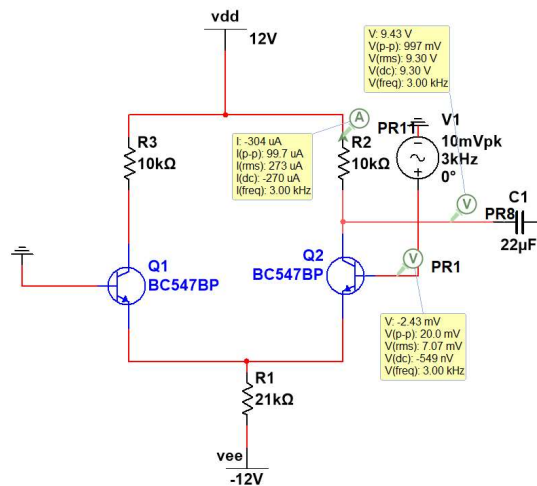 vdd
12V
V: 9.43 V
V(p-p): 997 mV
V(rms): 9.30 V
V(dc): 9.30 V
V(freq): 3.00 kHz
R3
10kΩ
I: -304 uA
I(p-p): 99.7 uA
I(rms): 273 uA
I(dc): -270 uA
I(freq): 3.00 kHz
A
R2
10kΩ
PR11
V1
10mVpk
3kHz
0°
V
PR8
C1
22µF
Q1
BC547BP
Q2
BC547BP
V
PR1
V: -2.43 mV
V(p-p): 20.0 mV
V(rms): 7.07 mV
V(dc): -549 nV
V(freq): 3.00 kHz
R1
21kΩ
vee
-12V